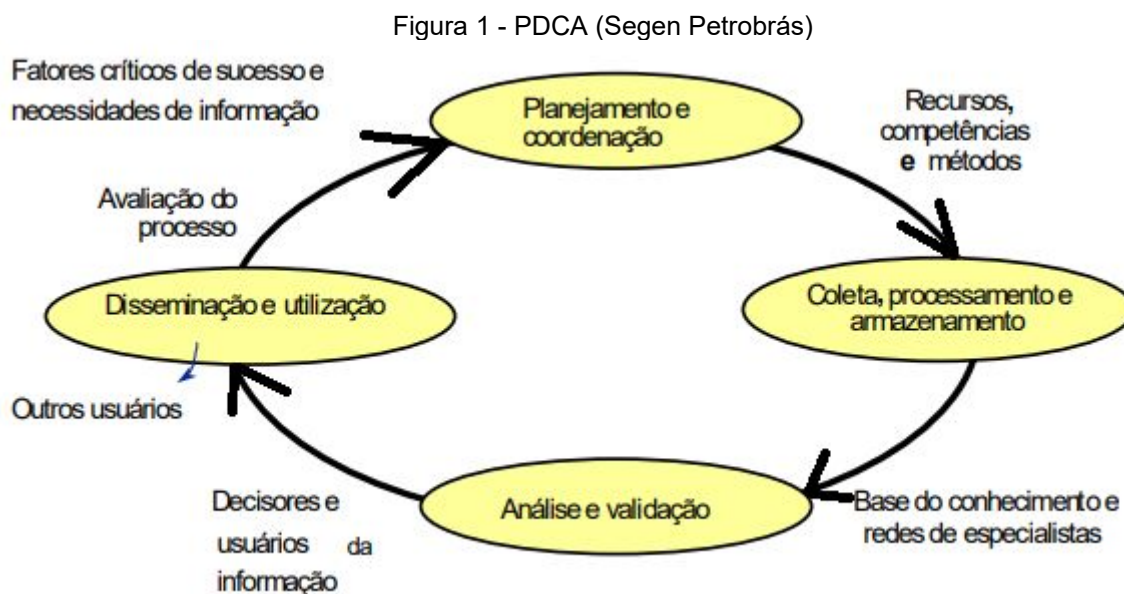 Figura 1 - PDCA (Segen Petrobrás)
Fatores críticos de sucesso e
necessidades de informação
Planejamento e
coordenação
Recursos,
competências
e métodos
Avaliação do
processo
Disseminação e utilização
Coleta, processamento e
armazenamento
Outros usuários
Decisores e
usuários da
informação
Análise e validação
Base do conhecimento e
redes de especialistas